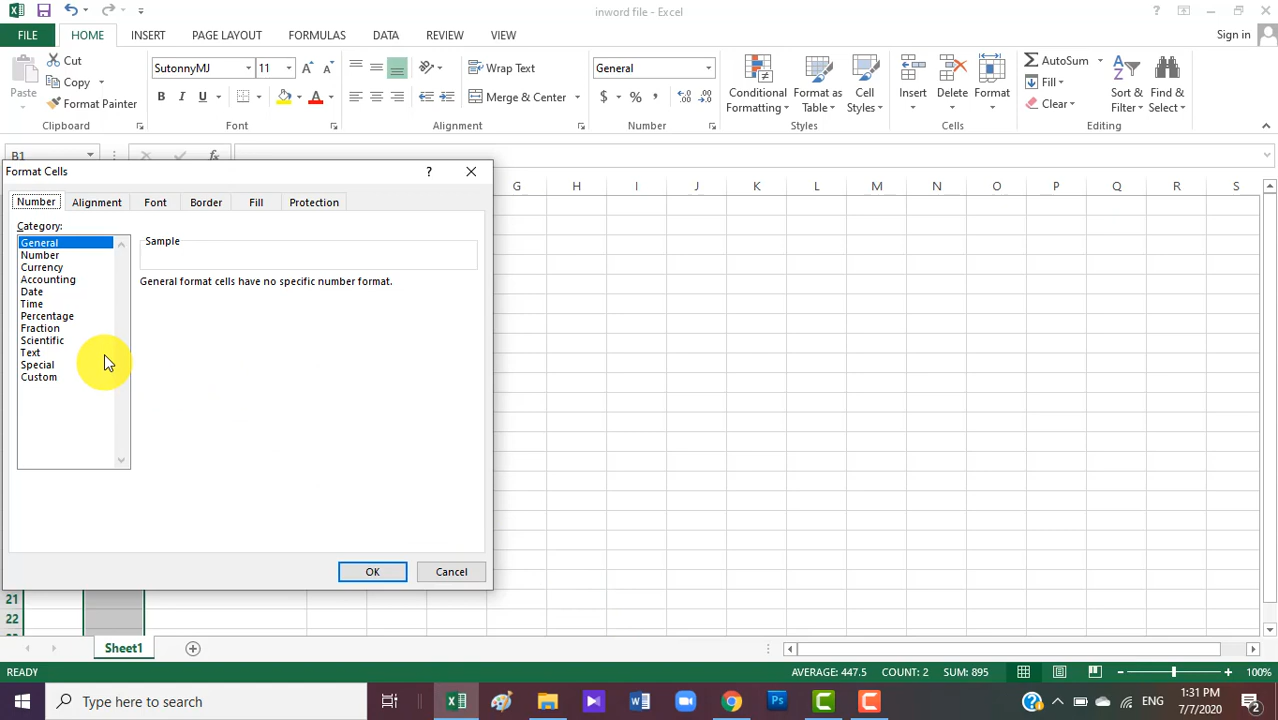 inword file - Excel
?
FILE HOME INSERT PAGE LAYOUT FORMULAS DATA REVIEW VIEW Sign in
Paste
Cut
Copy
Format Painter
Clipboard
SutonnyMJ 11 A A
B I U A
Font
Wrap Text
Merge & Center
Alignment
General
$ % ,
Number
Conditional Formatting
Format as Table
Cell Styles
Styles
Insert Delete Format
Cells
AutoSum
Fill
Clear
Sort & Filter
Find & Select
Editing
B1 fx
Format Cells ?
Number Alignment Font Border Fill Protection
Category:
General
Number
Currency
Accounting
Date
Time
Percentage
Fraction
Scientific
Text
Special
Custom
Sample
General format cells have no specific number format.
OK Cancel
G H I J K L M N O P Q R S
21
22
Sheet1
READY AVERAGE: 447.5 COUNT: 2 SUM: 895 100%
Type here to search
ENG
1:31 PM
7/7/2020
2